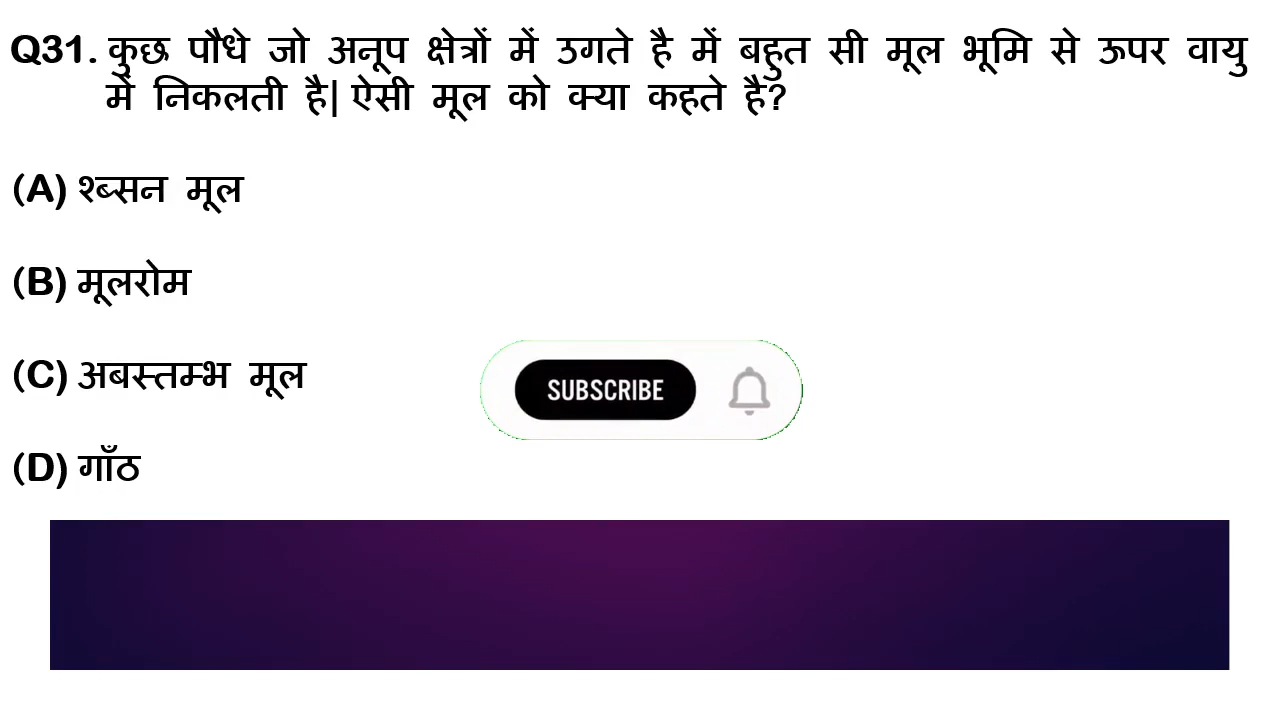 Q31. कुछ पौधे जो अनूप क्षेत्रों में उगते है में बहुत सी मूल भूमि से ऊपर वायु
में निकलती है| ऐसी मूल को क्या कहते है?
(A) श्ब्सन मूल
(B) मूलरोम
(C) अबस्तम्भ मूल
SUBSCRIBE
(D) गाँठ